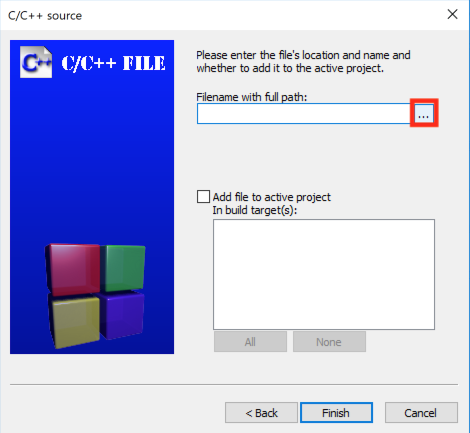 C/C++ source
C++
C/C++ FILE
Please enter the file's location and name and
whether to add it to the active project.
Filename with full path:
...
Add file to active project
In build target(s):
All
None
< Back
Finish
Cancel